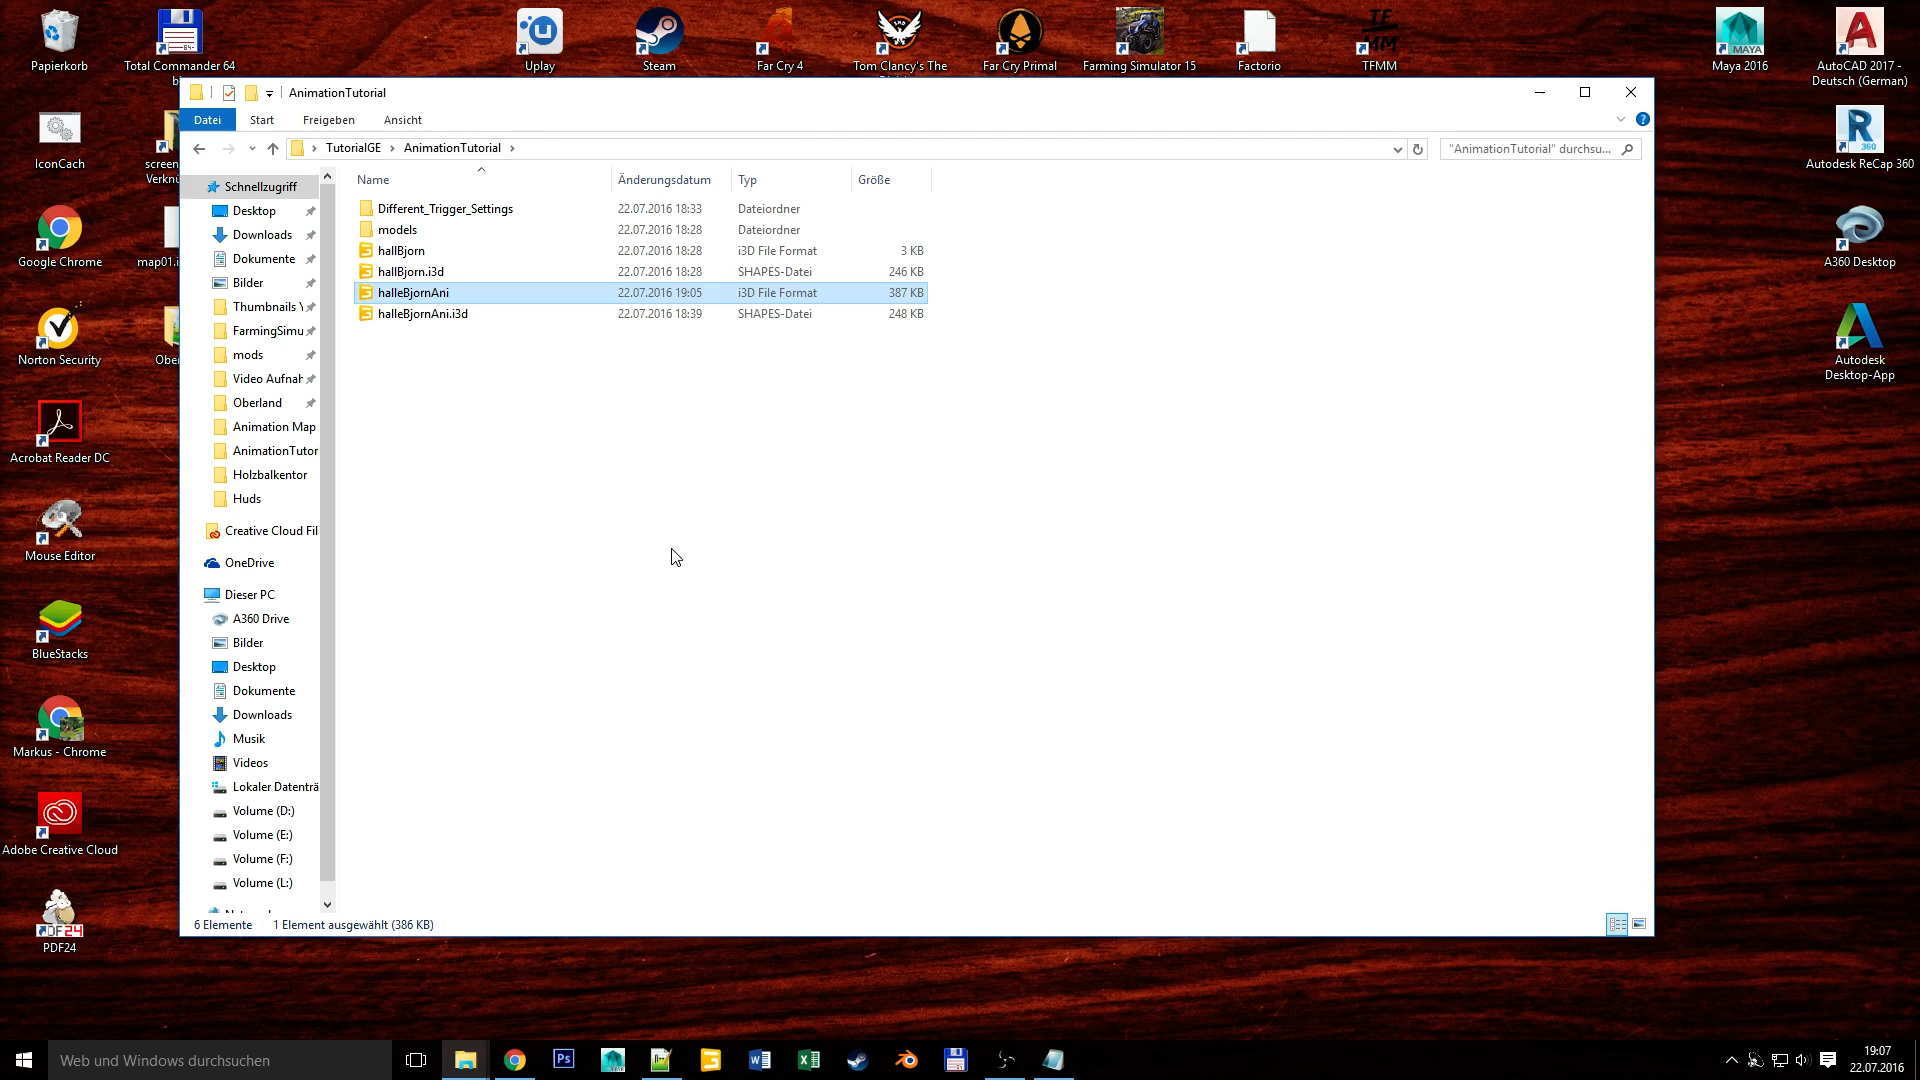 Papierkorb
Total Commander 64
Uplay
Steam
Far Cry 4
Tom Clancy's The
Far Cry Primal
Farming Simulator 15
Factorio
TFMM
Maya 2016
AutoCAD 2017 -
Deutsch (German)
AnimationTutorial
Datei
Start
Freigeben
Ansicht
TutorialGE
AnimationTutorial
"AnimationTutorial" durchsu...
Name
Änderungsdatum
Typ
Größe
Different_Trigger_Settings 22.07.2016 18:33 Dateiordner
models 22.07.2016 18:28 Dateiordner
hallBjorn 22.07.2016 18:28 i3D File Format 3 KB
hallBjorn.i3d 22.07.2016 18:28 SHAPES-Datei 246 KB
halleBjornAni 22.07.2016 19:05 i3D File Format 387 KB
halleBjornAni.i3d 22.07.2016 18:39 SHAPES-Datei 248 KB
Schnellzugriff
Desktop
Downloads
Dokumente
Bilder
Thumbnails Y
FarmingSimu
mods
Video Aufnah
Oberland
Animation Map
AnimationTutor
Holzbalkentor
Huds
Creative Cloud Fil
OneDrive
Dieser PC
A360 Drive
Bilder
Desktop
Dokumente
Downloads
Musik
Videos
Lokaler Datenträ
Volume (D:)
Volume (E:)
Volume (F:)
Volume (L:)
6 Elemente
1 Element ausgewählt (386 KB)
IconCach
screen
Verknü
Google Chrome
map01.i
Norton Security
Ober
Acrobat Reader DC
Mouse Editor
BlueStacks
Markus - Chrome
Adobe Creative Cloud
PDF24
Autodesk ReCap 360
A360 Desktop
Autodesk
Desktop-App
Web und Windows durchsuchen
19:07
22.07.2016